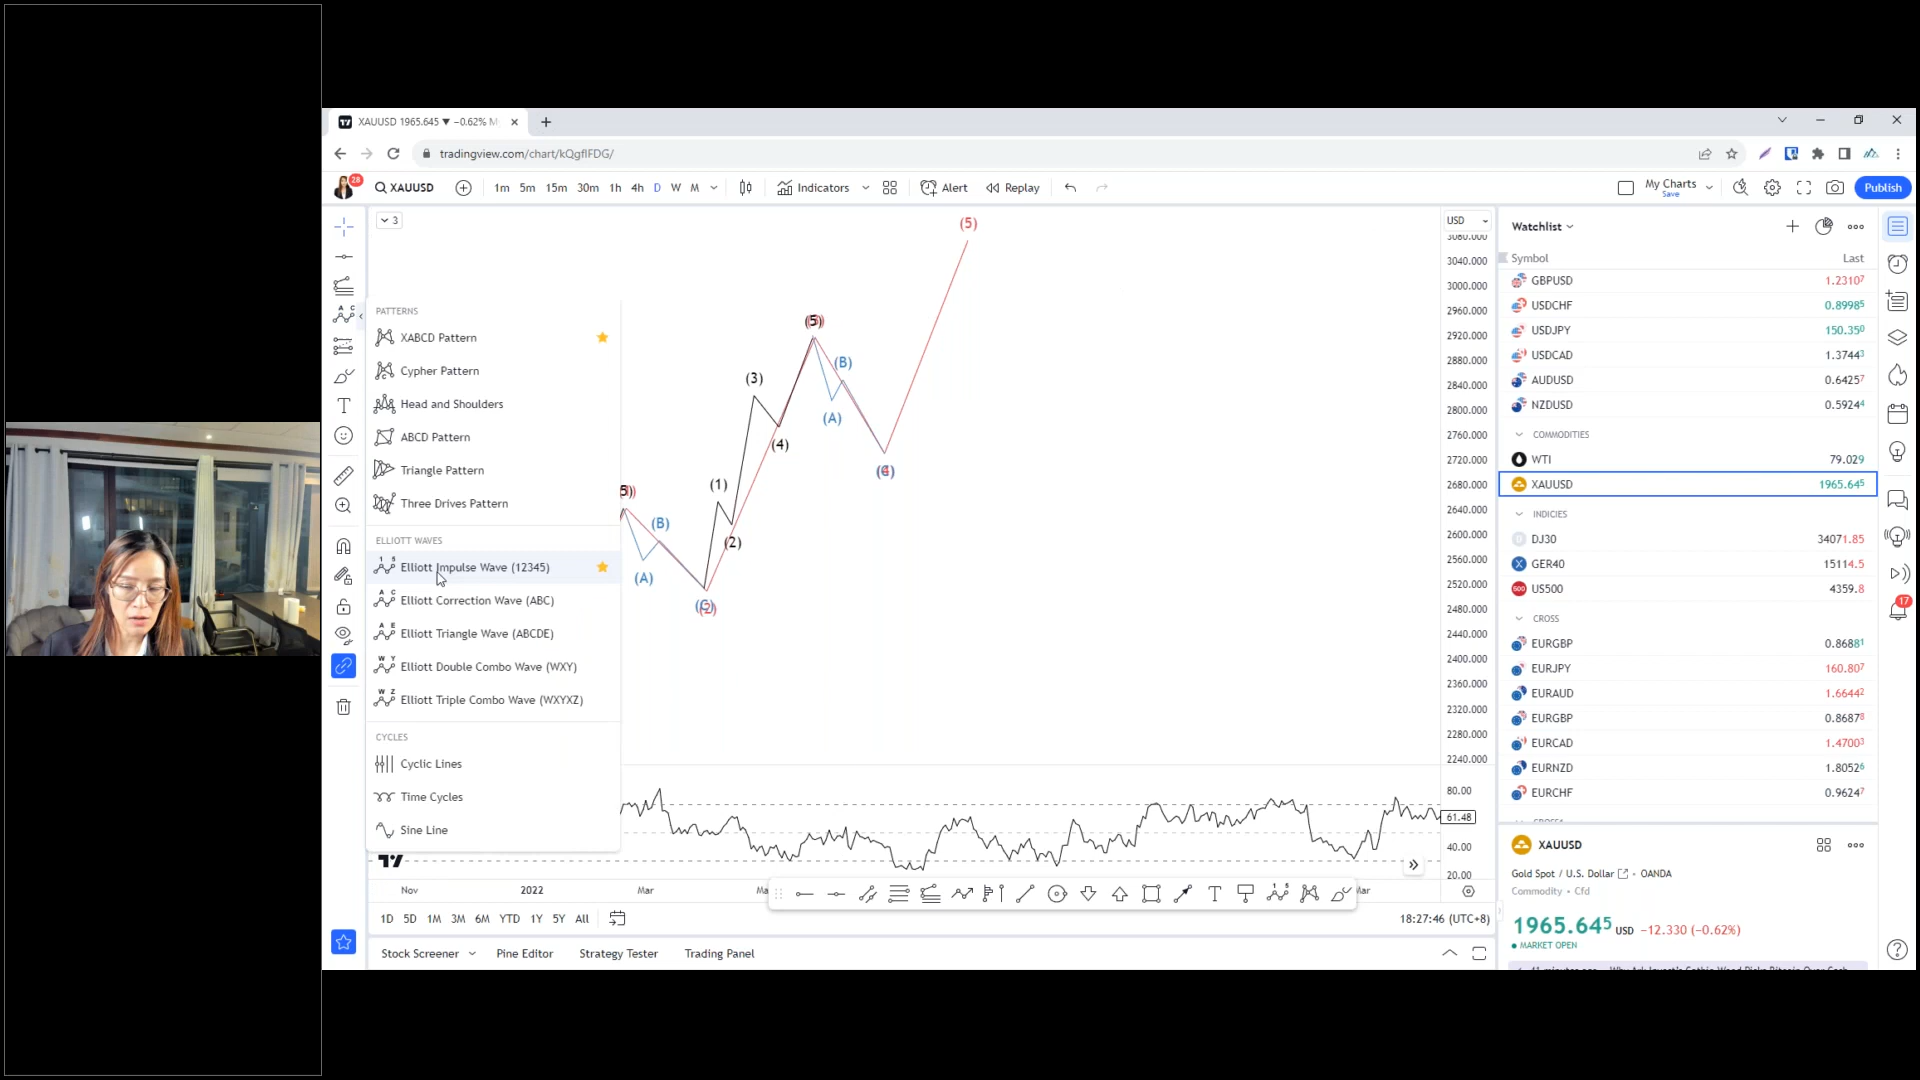 XAUUSD 1965.645 ▼ −0.62%
tradingview.com/chart/kQgflFDG/
28
XAUUSD
1m 5m 15m 30m 1h 4h D W M
Indicators
Alert
Replay
My Charts
Save
Publish
3
USD
PATTERNS
XABCD Pattern
Cypher Pattern
Head and Shoulders
ABCD Pattern
Triangle Pattern
Three Drives Pattern
ELLIOTT WAVES
Elliott Impulse Wave (12345)
Elliott Correction Wave (ABC)
Elliott Triangle Wave (ABCDE)
Elliott Double Combo Wave (WXY)
Elliott Triple Combo Wave (WXYXZ)
CYCLES
Cyclic Lines
Time Cycles
Sine Line
(5)
(3)
(B)
(A)
(4)
(1)
(B)
(2)
(A)
3080.000
3040.000
3000.000
2960.000
2920.000
2880.000
2840.000
2800.000
2760.000
2720.000
2680.000
2640.000
2600.000
2560.000
2520.000
2480.000
2440.000
2400.000
2360.000
2320.000
2280.000
2240.000
80.00
61.48
40.00
20.00
Nov 2022 Mar
1D 5D 1M 3M 6M YTD 1Y 5Y All
18:27:46 (UTC+8)
Stock Screener Pine Editor Strategy Tester Trading Panel
Watchlist
Symbol Last
GBPUSD 1.23107
USDCHF 0.89985
USDJPY 150.350
USDCAD 1.37443
AUDUSD 0.64257
NZDUSD 0.59244
COMMODITIES
WTI 79.029
XAUUSD 1965.645
INDICIES
DJ30 34071.85
GER40 15114.5
US500 4359.8
CROSS
EURGBP 0.86881
EURJPY 160.807
EURAUD 1.66442
EURGBP 0.86878
EURCAD 1.47003
EURNZD 1.80526
EURCHF 0.96247
17
XAUUSD
Gold Spot / U.S. Dollar • OANDA
Commodity • Cfd
1965.645 USD −12.330 (−0.62%)
MARKET OPEN